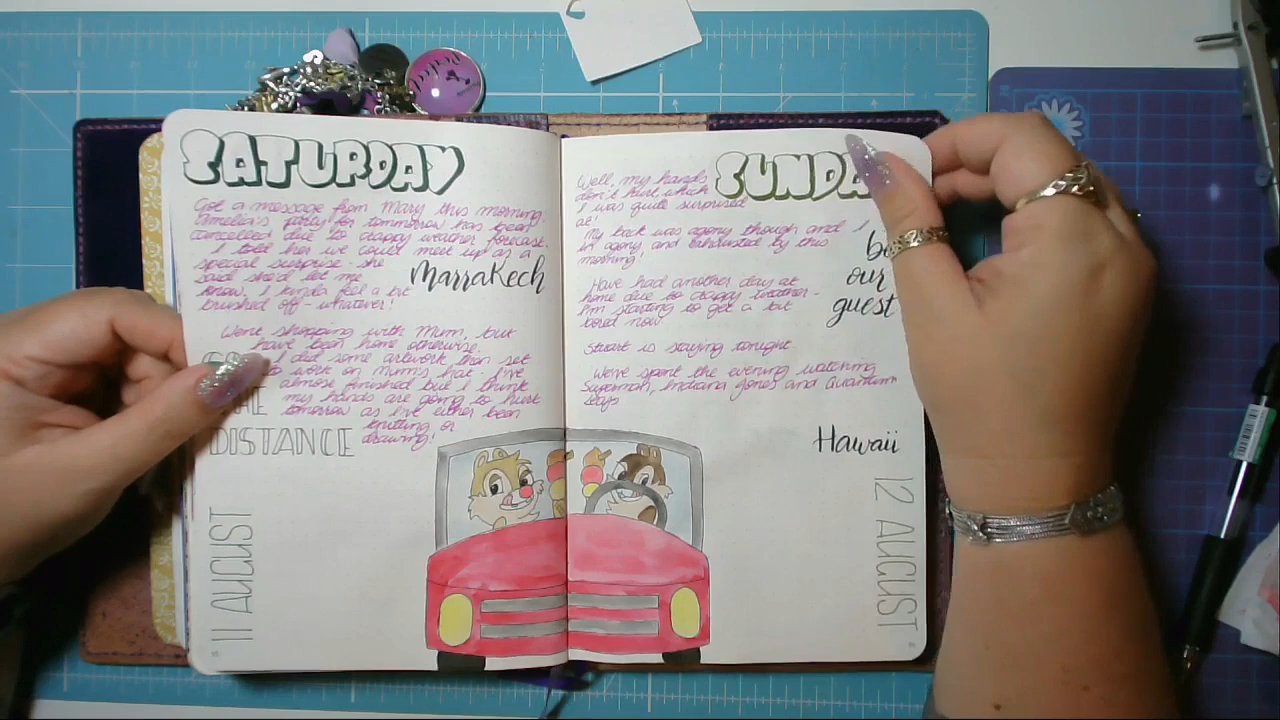 SATURDAY
Got a message from Mary this morning.
Amelia's party for tommorrow has been
cancelled due to crappy weather forecast.
I told her we could meet up as a
special surprise - she
said she'd let me
know, I kinda feel a bit
brushed off - whatever!
Marrakech
Went shopping with Mum, but
have been home otherwise.
I did some artwork then set
to work on Mum's hat. I've
almost finished but I think
my hands are going to hurt
tomorrow as I've either been
knitting or
drawing!
DISTANCE
11 AUGUST
SUNDA
Well, my hands
don't hurt which
I was quite surprised
at!
My back was agony though and I
in agony and exhausted by this
morning!
be
our
guest
Have had another day at
home due to crappy weather -
I'm starting to get a bit
bored now
Stuart is staying tonight
We've spent the evening watching
Superman, Indiana Jones and Quantum
Leap
Hawaii
12 AUGUST